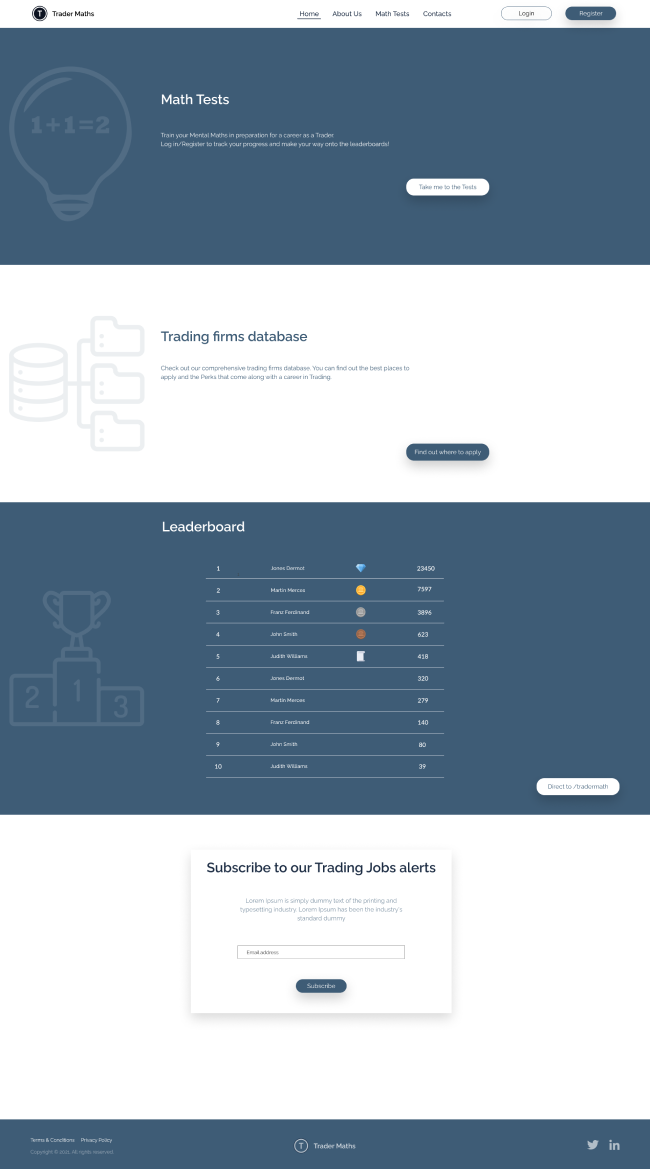 T Trader Maths
Home About Us Math Tests Contacts Login Register
1+1=2
Math Tests
Train your Mental Maths in preparation for a career as a Trader.
Log in/Register to track your progress and make your way onto the leaderboards!
Take me to the Tests
Trading firms database
Check out our comprehensive trading firms database. You can find out the best places to
apply and the Perks that come along with a career in Trading.
Find out where to apply
Leaderboard
1 Jones Dermot 23450
2 Martin Merces 7597
3 Franz Ferdinand 3896
4 John Smith 623
5 Judith Williams 418
6 Jones Dermot 320
7 Martin Merces 279
8 Franz Ferdinand 140
9 John Smith 80
10 Judith Williams 39
2 1 3
Direct to /tradermath
Subscribe to our Trading Jobs alerts
Lorem Ipsum is simply dummy text of the printing and
typesetting industry. Lorem Ipsum has been the industry's
standard dummy
Email address
Subscribe
Terms & Conditions Privacy Policy
T Trader Maths
Copyright © 2021. All rights reserved.